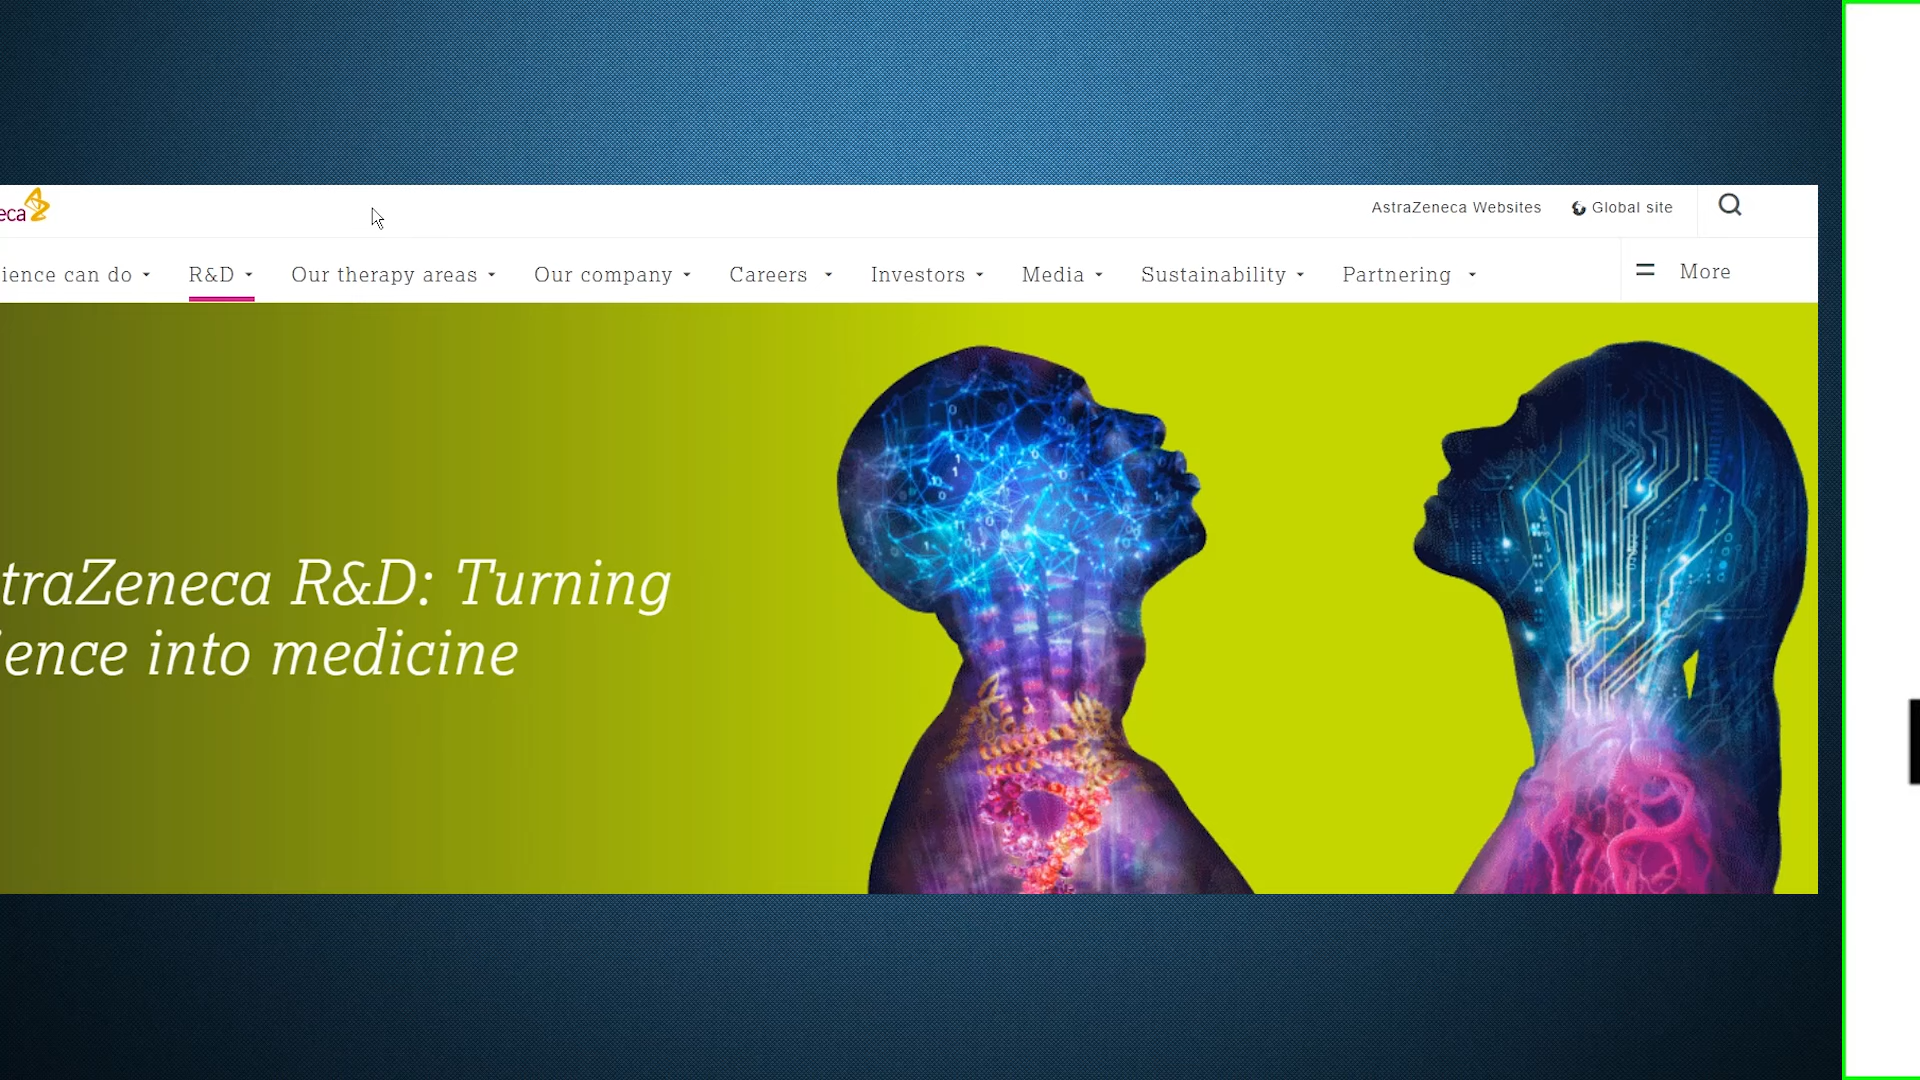 eca
AstraZeneca Websites
Global site
ience can do
R&D
Our therapy areas
Our company
Careers
Investors
Media
Sustainability
Partnering
More
traZeneca R&D: Turning
ience into medicine